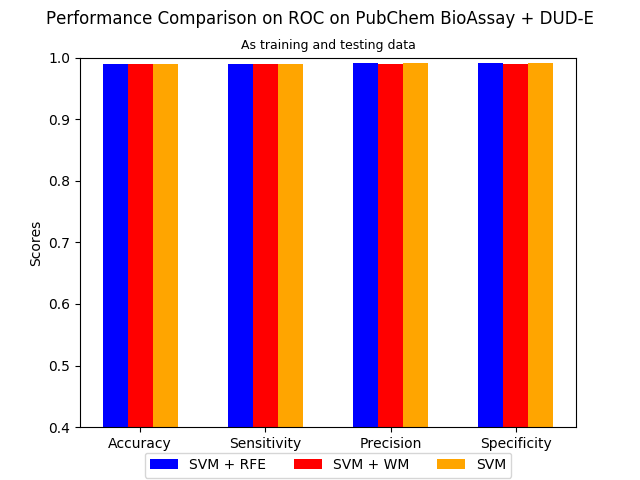 Performance Comparison on ROC on PubChem BioAssay + DUD-E
As training and testing data
1.0
0.9
0.8
0.7
0.6
0.5
0.4
Scores
Accuracy Sensitivity Precision Specificity
SVM + RFE SVM + WM SVM